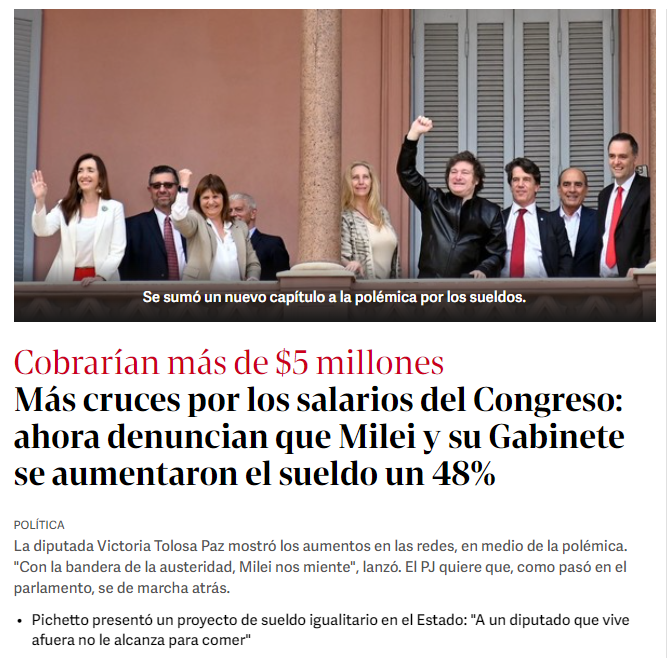 Se sumó un nuevo capítulo a la polémica por los sueldos.
Cobrarían más de $5 millones
Más cruces por los salarios del Congreso:
ahora denuncian que Milei y su Gabinete
se aumentaron el sueldo un 48%
POLÍTICA
La diputada Victoria Tolosa Paz mostró los aumentos en las redes, en medio de la polémica.
"Con la bandera de la austeridad, Milei nos miente", lanzó. El PJ quiere que, como pasó en el
parlamento, se de marcha atrás.
• Pichetto presentó un proyecto de sueldo igualitario en el Estado: "A un diputado que vive
afuera no le alcanza para comer"